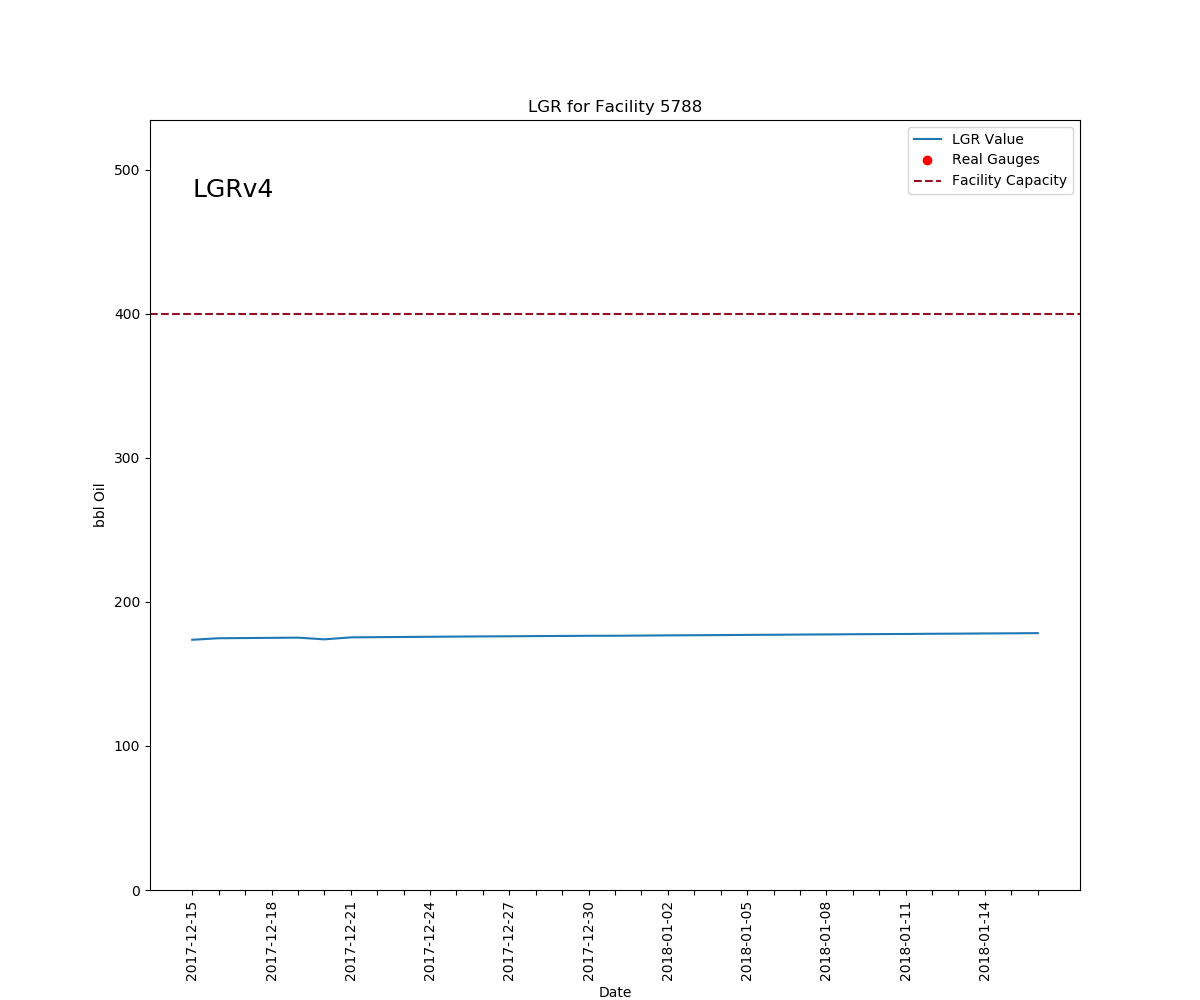 LGR for Facility 5788
LGRv4
LGR Value
Real Gauges
Facility Capacity
500
400
300
200
100
0
bbl Oil
2017-12-15
2017-12-18
2017-12-21
2017-12-24
2017-12-27
2017-12-30
2018-01-02
2018-01-05
2018-01-08
2018-01-11
2018-01-14
Date